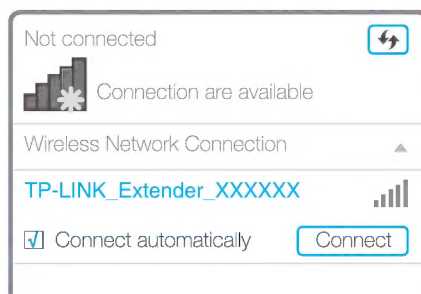 Not connected
Connection are available
Wireless Network Connection
TP-LINK_Extender_XXXXXX
Connect automatically Connect